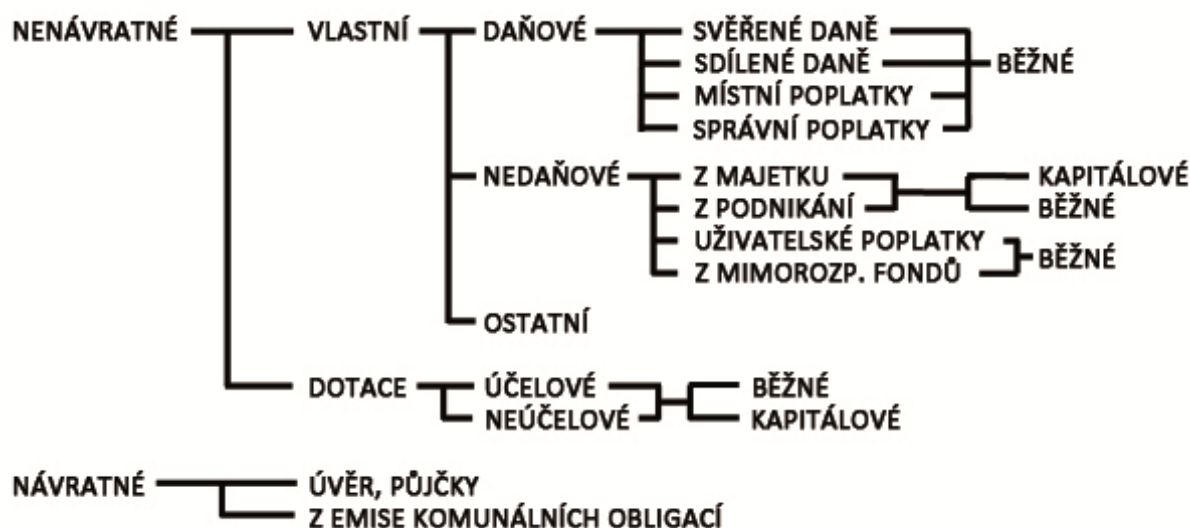 NENÁVRATNÉ VLASTNÍ DAŇOVÉ SVĚŘENÉ DANĚ
SDÍLENÉ DANĚ BĚŽNÉ
MÍSTNÍ POPLATKY
SPRÁVNÍ POPLATKY
NEDAŇOVÉ Z MAJETKU KAPITÁLOVÉ
Z PODNIKÁNÍ BĚŽNÉ
UŽIVATELSKÉ POPLATKY
BĚŽNÉ
Z MIMOROZP. FONDŮ
OSTATNÍ
DOTACE ÚČELOVÉ BĚŽNÉ
NEÚČELOVÉ KAPITÁLOVÉ
NÁVRATNÉ ÚVĚR, PŮJČKY
Z EMISE KOMUNÁLNÍCH OBLIGACÍ